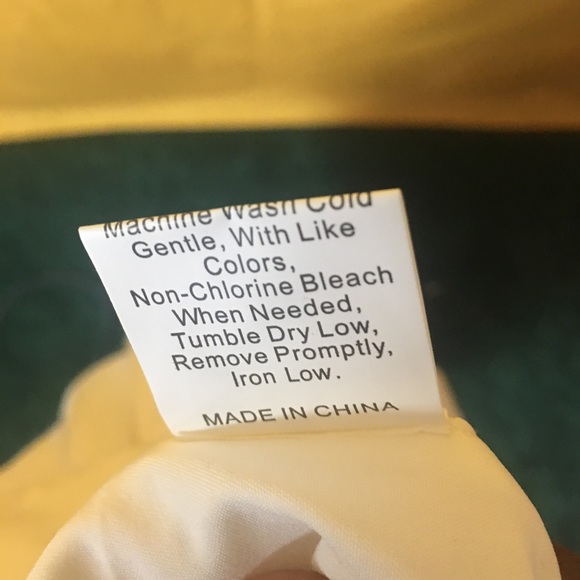 Machine Wash Cold
Gentle, With Like
Colors,
Non-Chlorine Bleach
When Needed,
Tumble Dry Low,
Remove Promptly,
Iron Low.
MADE IN CHINA